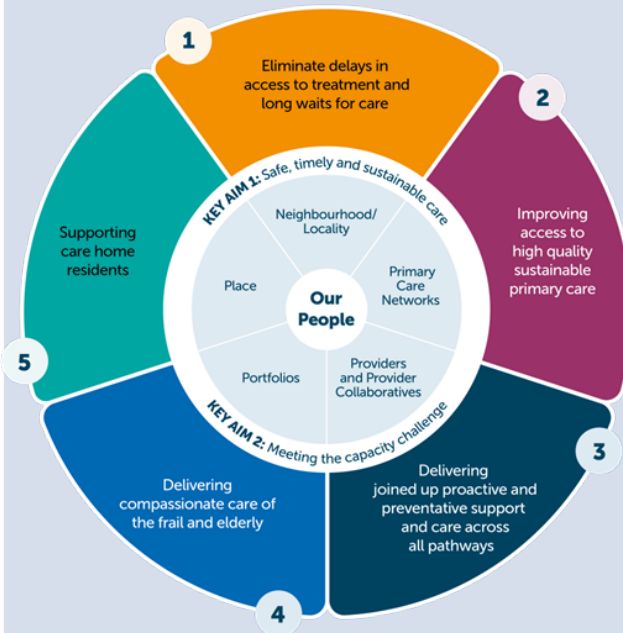 1
Eliminate delays in
access to treatment and
long waits for care
2
Improving
access to
high quality
sustainable
primary care
3
Delivering
joined up proactive and
preventative support
and care across
all pathways
4
Delivering
compassionate care of
the frail and elderly
5
Supporting
care home
residents
KEY AIM 1: Safe, timely and sustainable care
Neighbourhood/
Locality
Primary
Care
Networks
Providers
and Provider
Collaboratives
Portfolios
Place
Our
People
KEY AIM 2: Meeting the capacity challenge